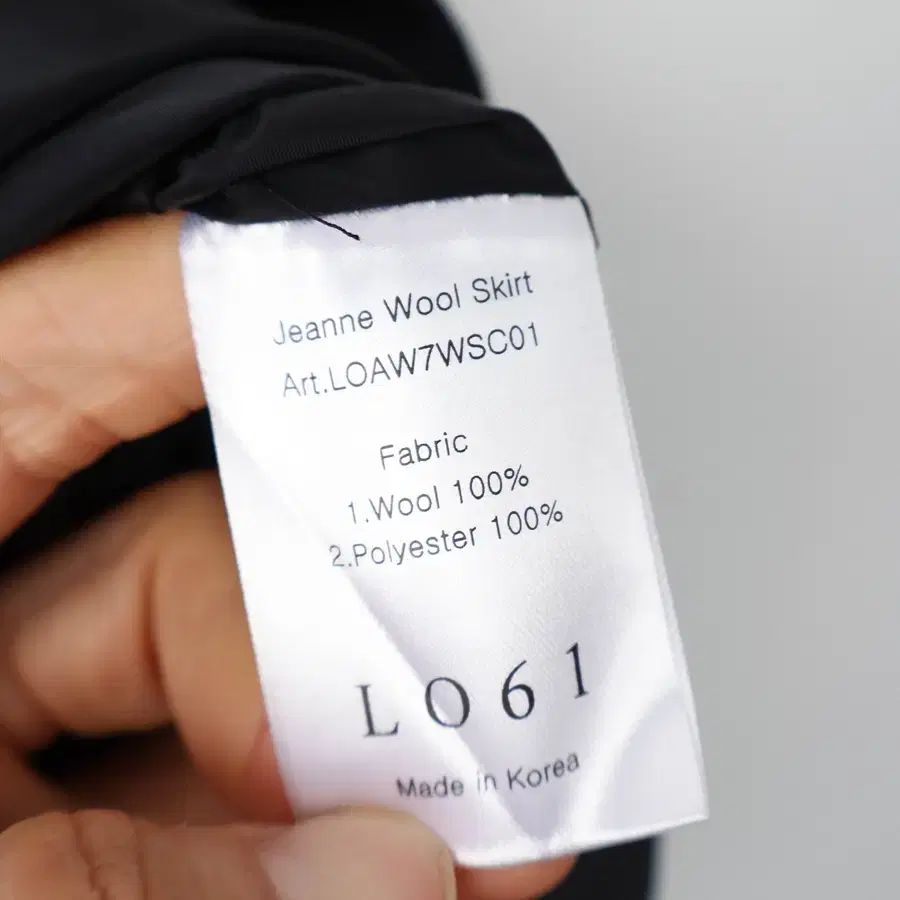 Jeanne Wool Skirt
Art.LOAW7WSC01
Fabric
1.Wool 100%
2.Polyester 100%
LO61
Made in Korea